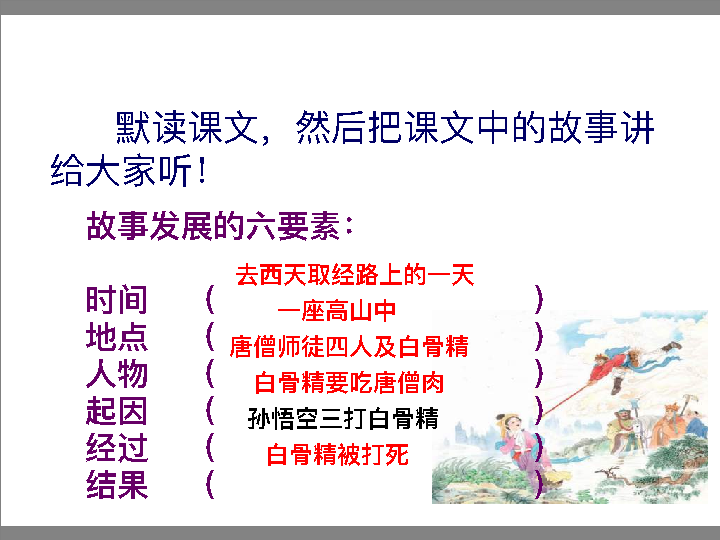 默读课文，然后把课文中的故事讲
给大家听！
故事发展的六要素：
去西天取经路上的一天
时间 （ ）
一座高山中
地点 （ ）
唐僧师徒四人及白骨精
人物 （ ）
白骨精要吃唐僧肉
起因 （ ）
孙悟空三打白骨精
经过 （ ）
白骨精被打死
结果 （ ）